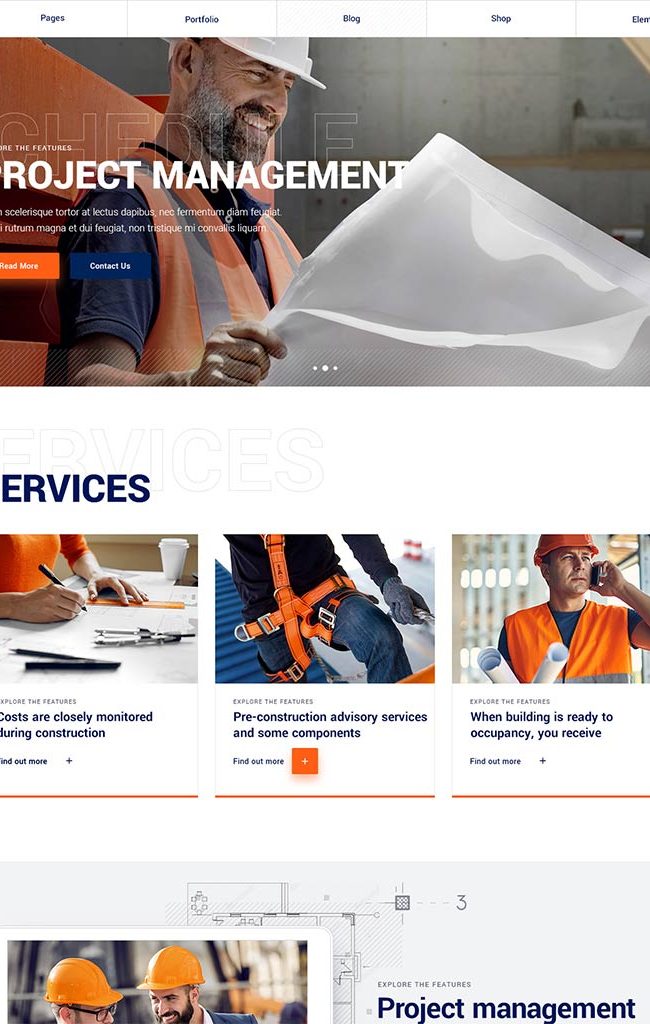 Pages Portfolio Blog Shop Elem
CHEDULE
ORE THE FEATURES
PROJECT MANAGEMENT
n scelerisque tortor at lectus dapibus, nec fermentum diam feugiat.
i rutrum magna et dui feugiat, non tristique mi convallis liquam.
Read More Contact Us
ERVICES
ERVICES
XPLORE THE FEATURES
Costs are closely monitored
during construction
ind out more +
EXPLORE THE FEATURES
Pre-construction advisory services
and some components
Find out more +
EXPLORE THE FEATURES
When building is ready to
occupancy, you receive
Find out more +
3
EXPLORE THE FEATURES
Project management